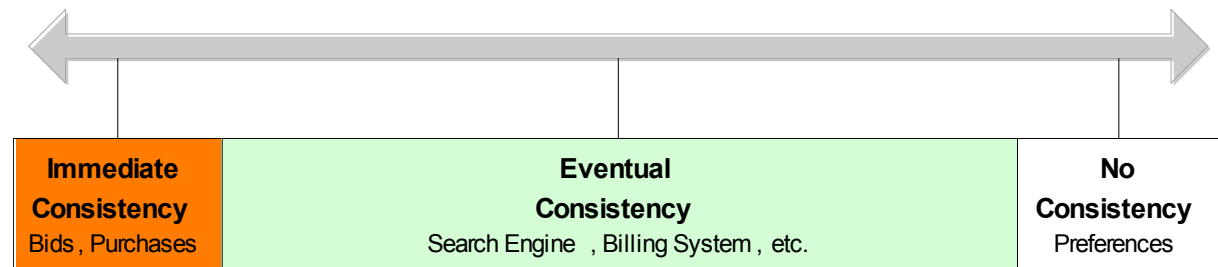 Immediate
Consistency
Bids, Purchases
Eventual
Consistency
Search Engine , Billing System , etc.
No
Consistency
Preferences